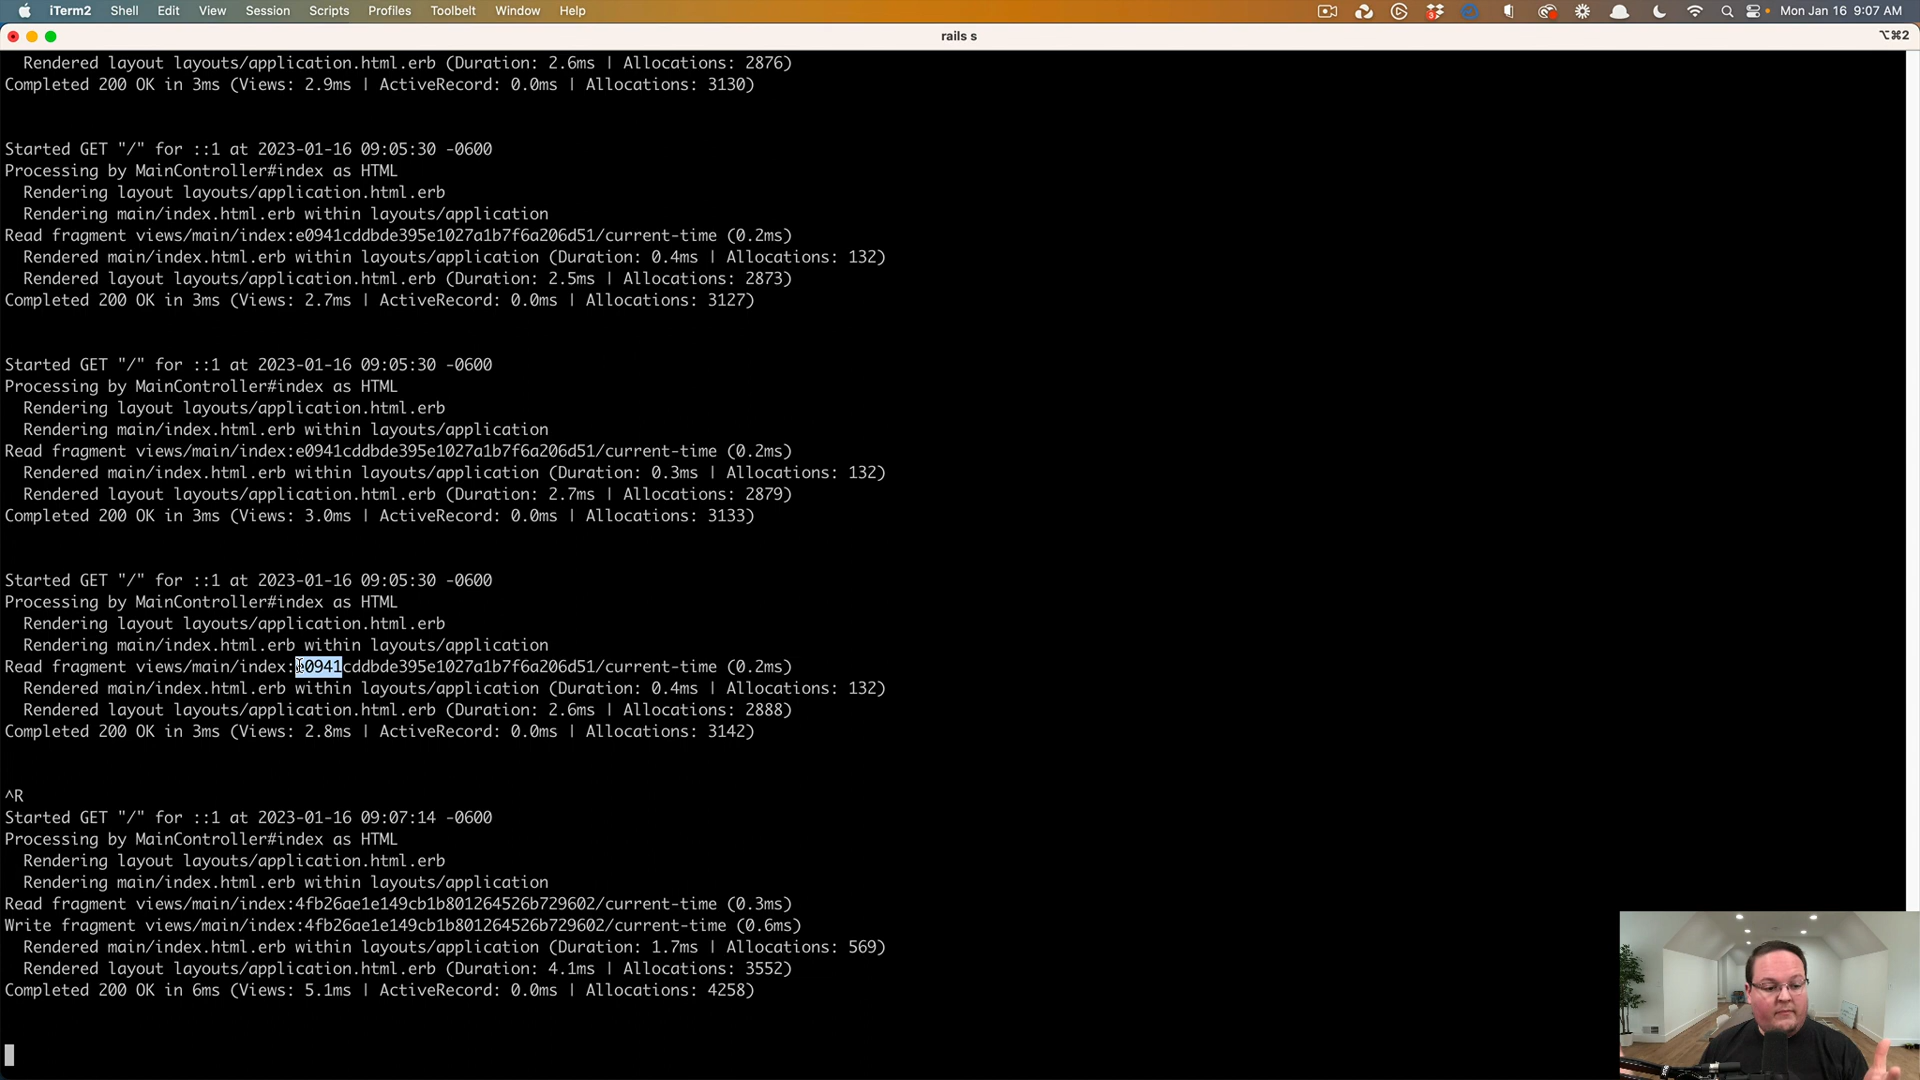 iTerm2 Shell Edit View Session Scripts Profiles Toolbelt Window Help Mon Jan 16 9:07 AM
rails s ⌥⌘2
Rendered layout layouts/application.html.erb (Duration: 2.6ms | Allocations: 2876)
Completed 200 OK in 3ms (Views: 2.9ms | ActiveRecord: 0.0ms | Allocations: 3130)
Started GET "/" for ::1 at 2023-01-16 09:05:30 -0600
Processing by MainController#index as HTML
Rendering layout layouts/application.html.erb
Rendering main/index.html.erb within layouts/application
Read fragment views/main/index:e0941cddbde395e1027a1b7f6a206d51/current-time (0.2ms)
Rendered main/index.html.erb within layouts/application (Duration: 0.4ms | Allocations: 132)
Rendered layout layouts/application.html.erb (Duration: 2.5ms | Allocations: 2873)
Completed 200 OK in 3ms (Views: 2.7ms | ActiveRecord: 0.0ms | Allocations: 3127)
Started GET "/" for ::1 at 2023-01-16 09:05:30 -0600
Processing by MainController#index as HTML
Rendering layout layouts/application.html.erb
Rendering main/index.html.erb within layouts/application
Read fragment views/main/index:e0941cddbde395e1027a1b7f6a206d51/current-time (0.2ms)
Rendered main/index.html.erb within layouts/application (Duration: 0.3ms | Allocations: 132)
Rendered layout layouts/application.html.erb (Duration: 2.7ms | Allocations: 2879)
Completed 200 OK in 3ms (Views: 3.0ms | ActiveRecord: 0.0ms | Allocations: 3133)
Started GET "/" for ::1 at 2023-01-16 09:05:30 -0600
Processing by MainController#index as HTML
Rendering layout layouts/application.html.erb
Rendering main/index.html.erb within layouts/application
Read fragment views/main/index:e0941cddbde395e1027a1b7f6a206d51/current-time (0.2ms)
Rendered main/index.html.erb within layouts/application (Duration: 0.4ms | Allocations: 132)
Rendered layout layouts/application.html.erb (Duration: 2.6ms | Allocations: 2888)
Completed 200 OK in 3ms (Views: 2.8ms | ActiveRecord: 0.0ms | Allocations: 3142)
^R
Started GET "/" for ::1 at 2023-01-16 09:07:14 -0600
Processing by MainController#index as HTML
Rendering layout layouts/application.html.erb
Rendering main/index.html.erb within layouts/application
Read fragment views/main/index:4fb26ae1e149cb1b801264526b729602/current-time (0.3ms)
Write fragment views/main/index:4fb26ae1e149cb1b801264526b729602/current-time (0.6ms)
Rendered main/index.html.erb within layouts/application (Duration: 1.7ms | Allocations: 569)
Rendered layout layouts/application.html.erb (Duration: 4.1ms | Allocations: 3552)
Completed 200 OK in 6ms (Views: 5.1ms | ActiveRecord: 0.0ms | Allocations: 4258)